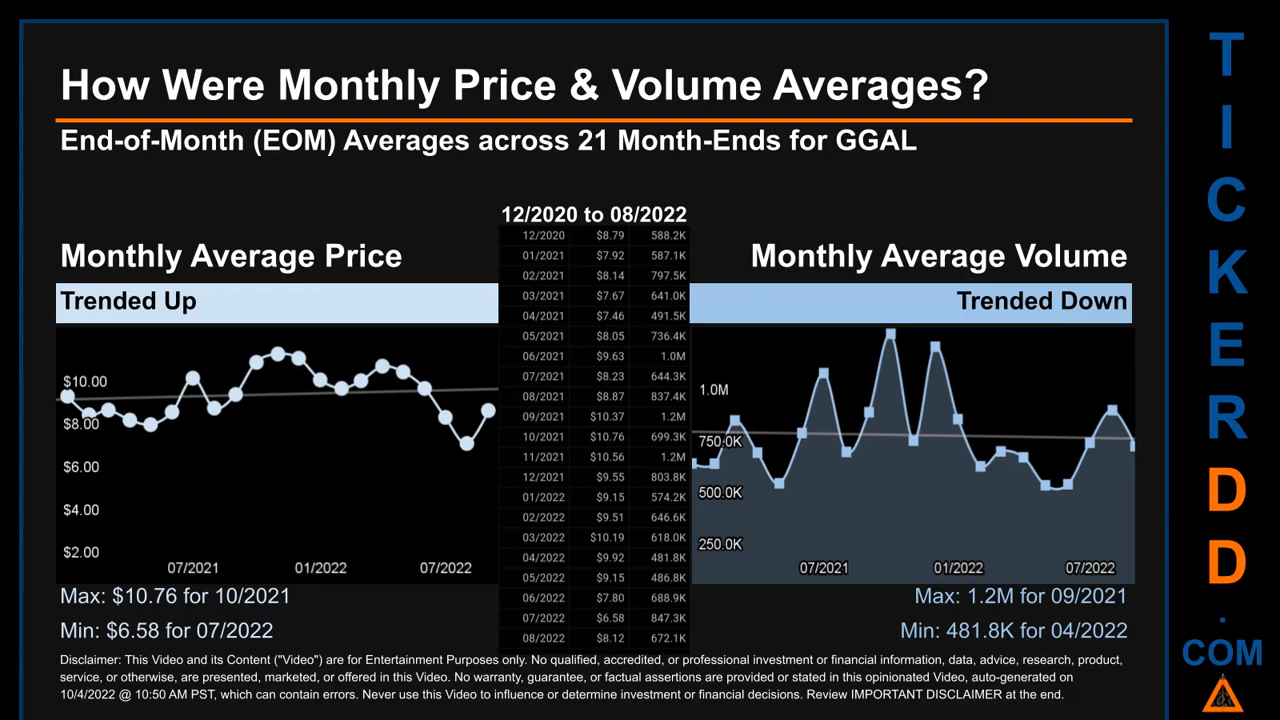 How Were Monthly Price & Volume Averages?
End-of-Month (EOM) Averages across 21 Month-Ends for GGAL
12/2020 to 08/2022
12/2020 $8.79 588.2K
01/2021 $7.92 587.1K
02/2021 $8.14 797.5K
03/2021 $7.67 641.0K
04/2021 $7.46 491.5K
05/2021 $8.05 736.4K
06/2021 $9.63 1.0M
07/2021 $8.23 644.3K
08/2021 $8.87 837.4K
09/2021 $10.37 1.2M
10/2021 $10.76 699.3K
11/2021 $10.56 1.2M
12/2021 $9.55 803.8K
01/2022 $9.15 574.2K
02/2022 $9.51 646.6K
03/2022 $10.19 618.0K
04/2022 $9.92 481.8K
05/2022 $9.15 486.8K
06/2022 $7.80 688.9K
07/2022 $6.58 847.3K
08/2022 $8.12 672.1K
Monthly Average Price
Trended Up
$10.00
$8.00
$6.00
$4.00
$2.00
07/2021 01/2022 07/2022
Max: $10.76 for 10/2021
Min: $6.58 for 07/2022
Monthly Average Volume
Trended Down
1.0M
750.0K
500.0K
250.0K
07/2021 01/2022 07/2022
Max: 1.2M for 09/2021
Min: 481.8K for 04/2022
Disclaimer: This Video and its Content ("Video") are for Entertainment Purposes only. No qualified, accredited, or professional investment or financial information, data, advice, research, product,
service, or otherwise, are presented, marketed, or offered in this Video. No warranty, guarantee, or factual assertions are provided or stated in this opinionated Video, auto-generated on
10/4/2022 @ 10:50 AM PST, which can contain errors. Never use this Video to influence or determine investment or financial decisions. Review IMPORTANT DISCLAIMER at the end.
T
I
C
K
E
R
D
D
.
COM